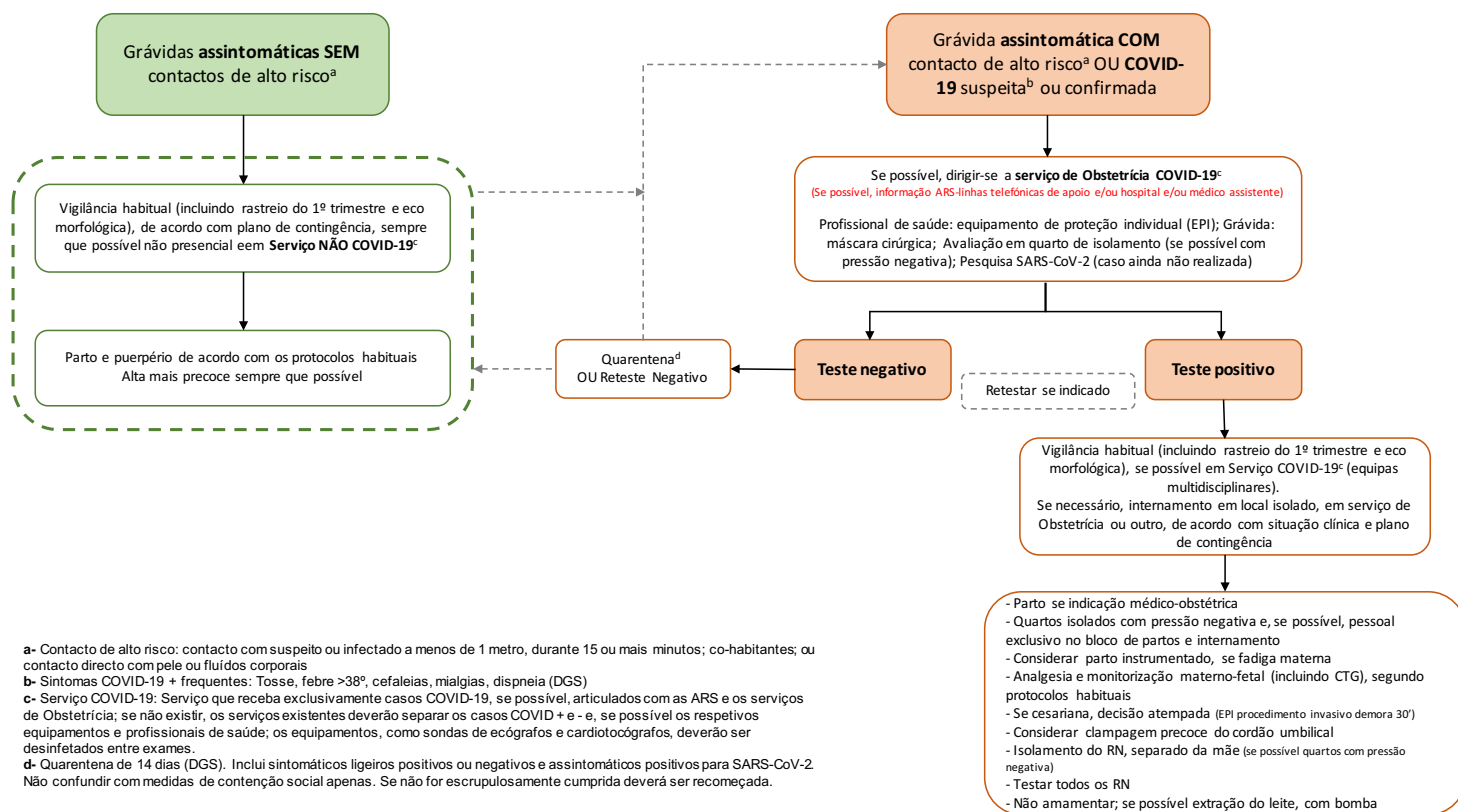 Grávidas assintomáticas SEM
contactos de alto riscoᵃ
Vigilância habitual (incluindo rastreio do 1º trimestre e eco
morfológica), de acordo com plano de contingência, sempre
que possível não presencial eem Serviço NÃO COVID-19ᶜ
Parto e puerpério de acordo com os protocolos habituais
Alta mais precoce sempre que possível
Grávida assintomática COM
contacto de alto riscoᵃ OU COVID-
19 suspeitaᵇ ou confirmada
Se possível, dirigir-se a serviço de Obstetrícia COVID-19ᶜ
(Se possível, informação ARS-linhas telefónicas de apoio e/ou hospital e/ou médico assistente)
Profissional de saúde: equipamento de proteção individual (EPI); Grávida:
máscara cirúrgica; Avaliação em quarto de isolamento (se possível com
pressão negativa); Pesquisa SARS-CoV-2 (caso ainda não realizada)
Quarentenaᵈ
OU Reteste Negativo
Teste negativo
Retestar se indicado
Teste positivo
Vigilância habitual (incluindo rastreio do 1º trimestre e eco
morfológica), se possível em Serviço COVID-19ᶜ (equipas
multidisciplinares).
Se necessário, internamento em local isolado, em serviço de
Obstetrícia ou outro, de acordo com situação clínica e plano
de contingência
- Parto se indicação médico-obstétrica
- Quartos isolados com pressão negativa e, se possível, pessoal
exclusivo no bloco de partos e internamento
- Considerar parto instrumentado, se fadiga materna
- Analgesia e monitorização materno-fetal (incluindo CTG), segundo
protocolos habituais
- Se cesariana, decisão atempada (EPI procedimento invasivo demora 30')
- Considerar clampagem precoce do cordão umbilical
- Isolamento do RN, separado da mãe (se possível quartos com pressão
negativa)
- Testar todos os RN
- Não amamentar; se possível extração do leite, com bomba
a- Contacto de alto risco: contacto com suspeito ou infectado a menos de 1 metro, durante 15 ou mais minutos; co-habitantes; ou
contacto directo com pele ou fluídos corporais
b- Sintomas COVID-19 + frequentes: Tosse, febre >38º, cefaleias, mialgias, dispneia (DGS)
c- Serviço COVID-19: Serviço que receba exclusivamente casos COVID-19, se possível, articulados com as ARS e os serviços
de Obstetrícia; se não existir, os serviços existentes deverão separar os casos COVID + e - e, se possível os respetivos
equipamentos e profissionais de saúde; os equipamentos, como sondas de ecógrafos e cardiotocógrafos, deverão ser
desinfetados entre exames.
d- Quarentena de 14 dias (DGS). Inclui sintomáticos ligeiros positivos ou negativos e assintomáticos positivos para SARS-CoV-2.
Não confundir com medidas de contenção social apenas. Se não for escrupulosamente cumprida deverá ser recomeçada.